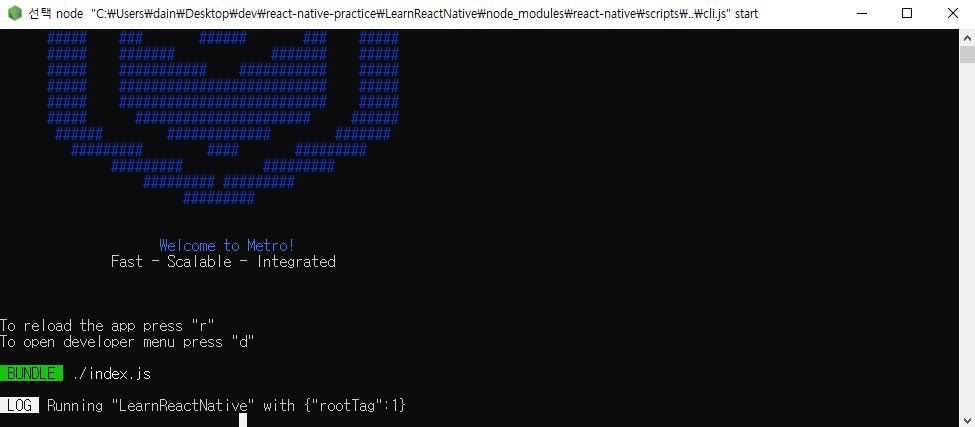 선택 node "C:₩Users₩dain₩Desktop₩dev₩react-native-practice₩LearnReactNative₩node_modules₩react-native₩scripts₩..₩cli.js" start
#####    ###       ######       ###    #####
#####    #######            #######    #####
#####    ###########    ###########    #####
#####    ##########################    #####
#####    ##########################    #####
#####      ######################     ######
######        #############        #######
#########        ####       #########
#########          #########
######### #########
#########
Welcome to Metro!
Fast - Scalable - Integrated
To reload the app press "r"
To open developer menu press "d"
BUNDLE ./index.js
LOG Running "LearnReactNative" with {"rootTag":1}